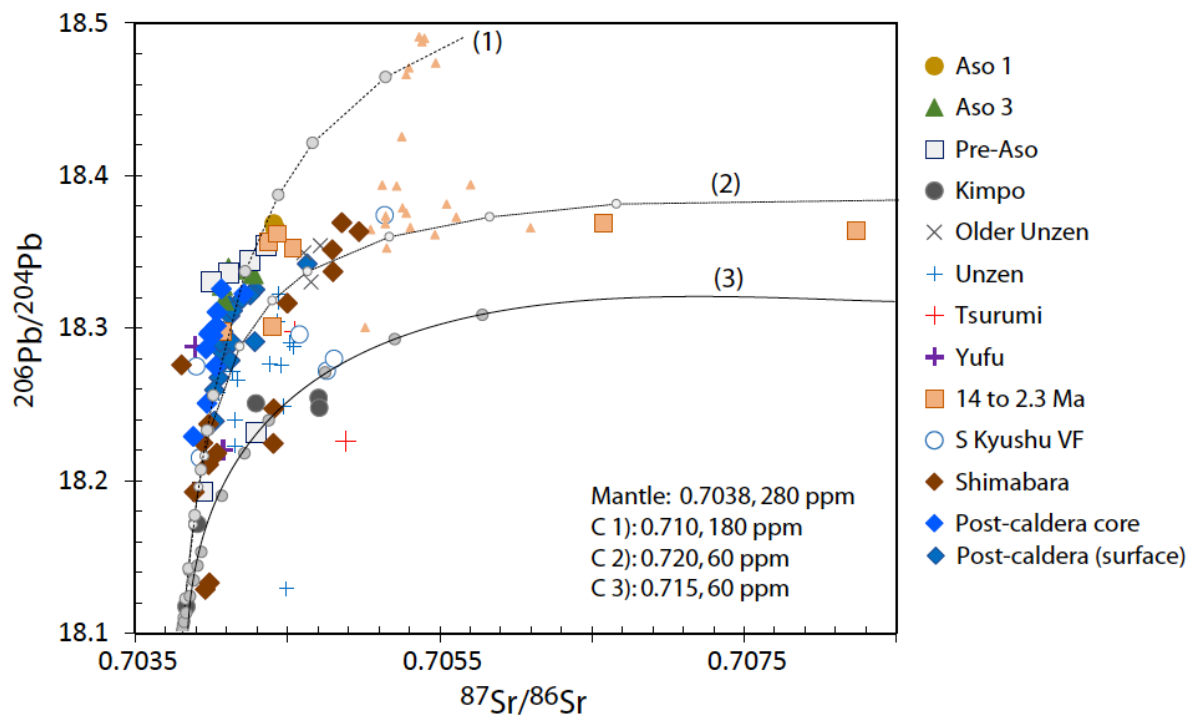 18.5
18.4
18.3
18.2
18.1
206Pb/204Pb
0.7035
0.7055
0.7075
87Sr/86Sr
(1)
(2)
(3)
Mantle: 0.7038, 280 ppm
C 1): 0.710, 180 ppm
C 2): 0.720, 60 ppm
C 3): 0.715, 60 ppm
Aso 1
Aso 3
Pre-Aso
Kimpo
Older Unzen
Unzen
Tsurumi
Yufu
14 to 2.3 Ma
S Kyushu VF
Shimabara
Post-caldera core
Post-caldera (surface)